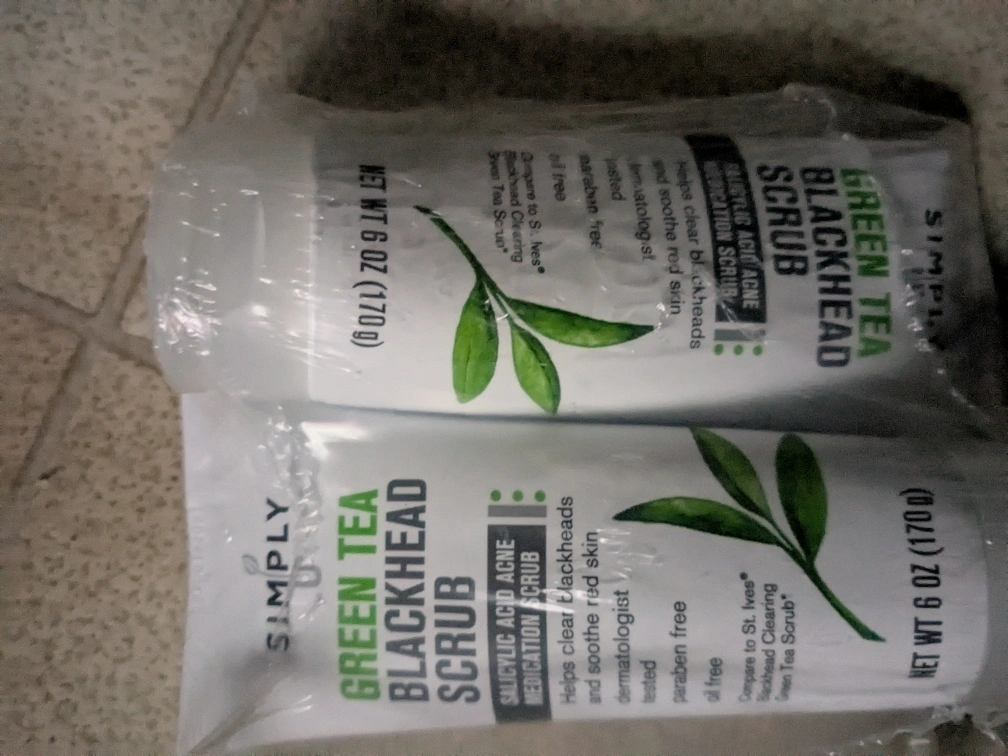 SIMPLY
GREEN TEA
BLACKHEAD
SCRUB
SALICYLIC ACID ACNE
MEDICATION SCRUB
Helps clear blackheads
and soothe red skin
dermatologist
tested
paraben free
oil free
Compare to St. Ives®
Blackhead Clearing
Green Tea Scrub*
NET WT 6 OZ (170 g)
SIMPLY
GREEN TEA
BLACKHEAD
SCRUB
SALICYLIC ACID ACNE
MEDICATION SCRUB
Helps clear blackheads
and soothe red skin
dermatologist
tested
paraben free
oil free
Compare to St. Ives®
Blackhead Clearing
Green Tea Scrub*
NET WT 6 OZ (170 g)